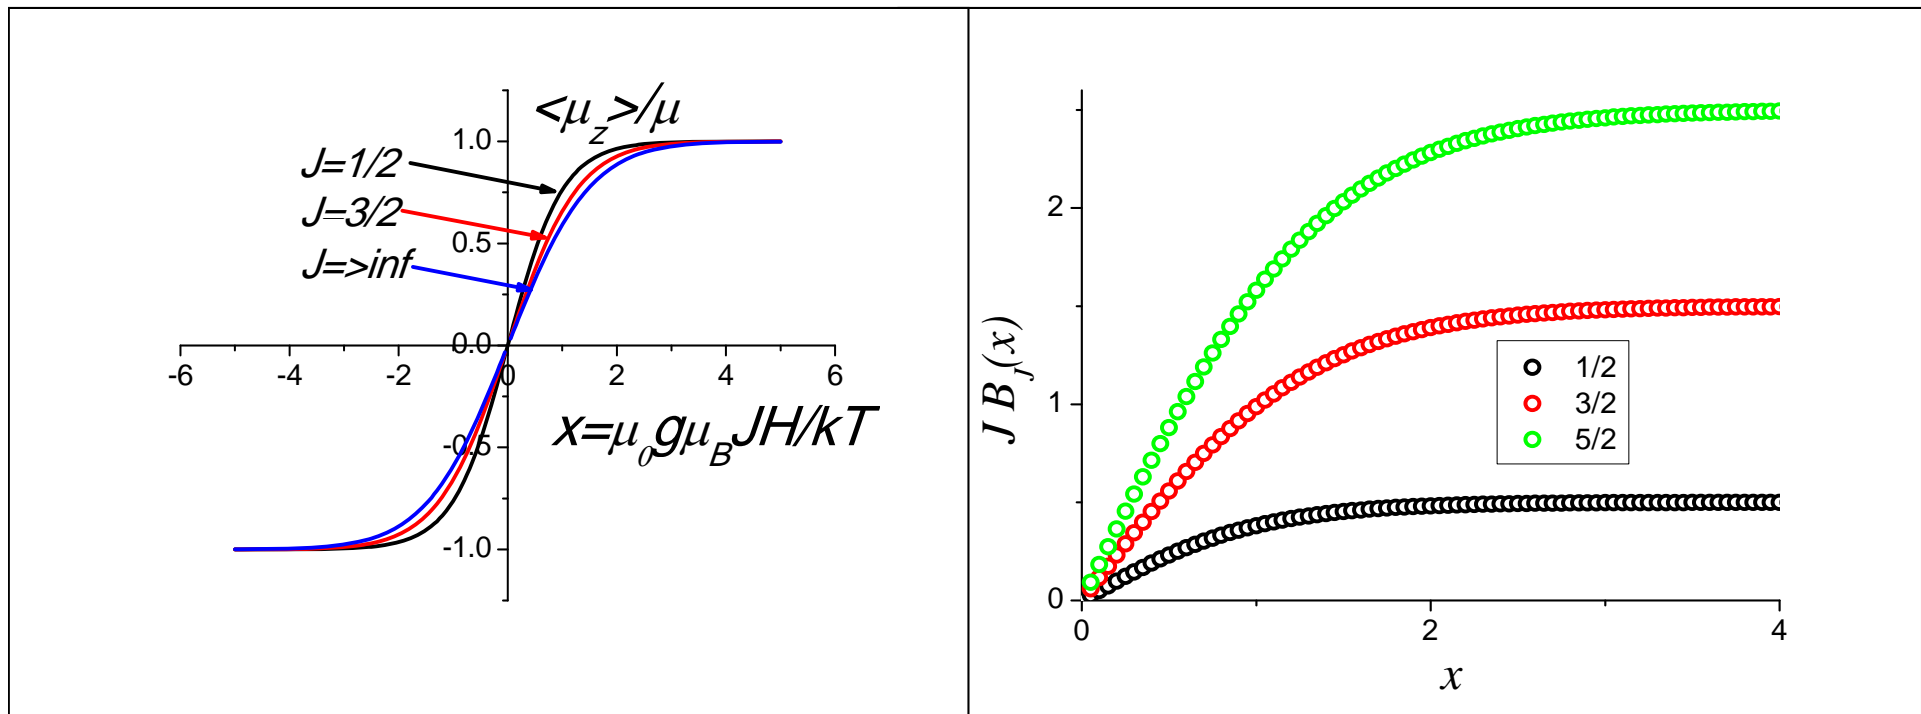 <μz>/μ
1.0
J=1/2
J=3/2
0.5
J=>inf
0.0
-6 -4 -2 0 2 4 6
x=μ0gμBJH/kT
-0.5
-1.0
2
J BJ(x)
1/2
1
3/2
5/2
0
0 2 4
x